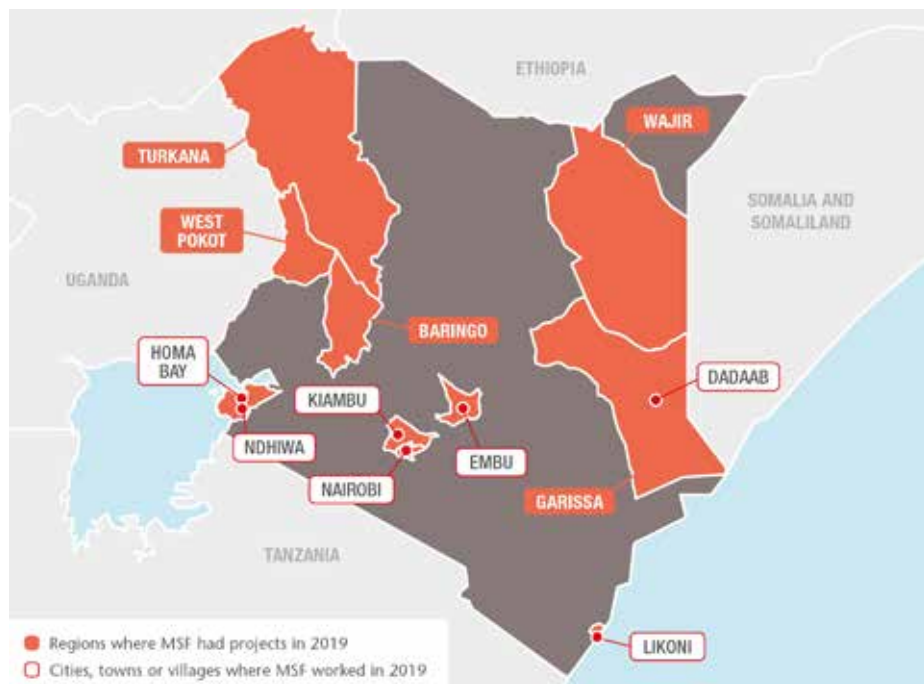 ETHIOPIA
WAJIR
TURKANA
SOMALIA AND
SOMALILAND
WEST
POKOT
UGANDA
BARINGO
HOMA
BAY
DADAAB
KIAMBU
NDHIWA
EMBU
NAIROBI
GARISSA
TANZANIA
Regions where MSF had projects in 2019
LIKONI
Cities, towns or villages where MSF worked in 2019